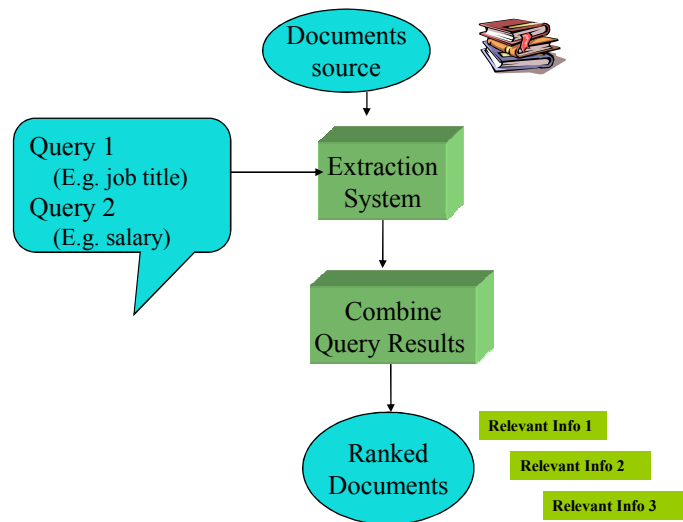 Documents
source
Query 1
(E.g. job title)
Query 2
(E.g. salary)
Extraction
System
Combine
Query Results
Ranked
Documents
Relevant Info 1
Relevant Info 2
Relevant Info 3